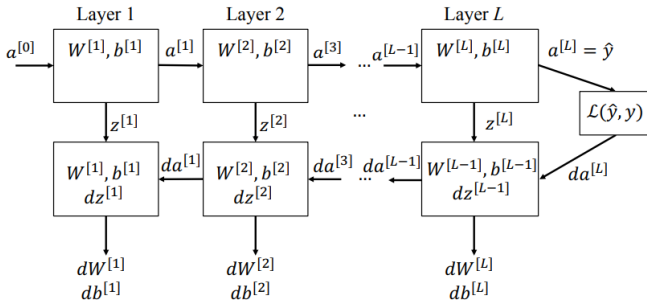 Layer 1 Layer 2 Layer L
a^[0] W^[1], b^[1] a^[1] W^[2], b^[2] a^[3] ... a^[L−1] W^[L], b^[L] a^[L] = ŷ
z^[1] z^[2] ... z^[L] ℒ(ŷ, y)
W^[1], b^[1] da^[1] W^[2], b^[2] da^[3] ... da^[L−1] W^[L−1], b^[L−1] da^[L]
dz^[1] dz^[2] dz^[L−1]
dW^[1] dW^[2] dW^[L]
db^[1] db^[2] db^[L]